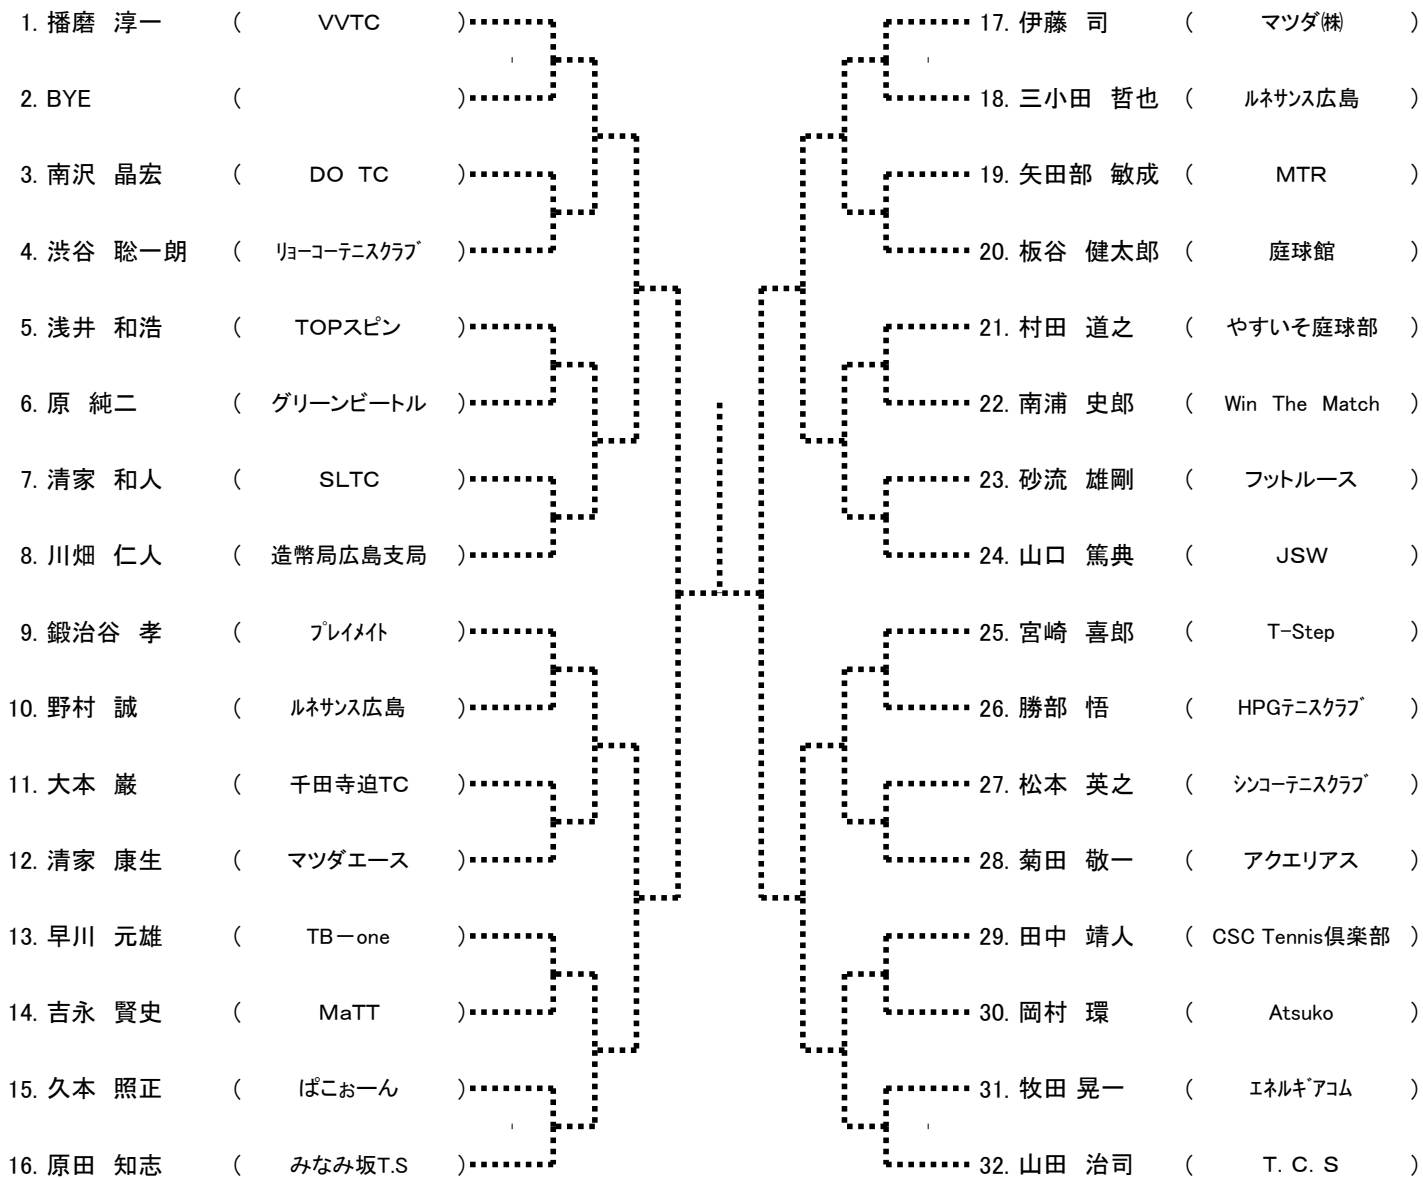 1. 播磨 淳一 ( VVTC )
2. BYE ( )
3. 南沢 晶宏 ( DO TC )
4. 渋谷 聡一朗 ( ﾘｮｰｺｰﾃﾆｽｸﾗﾌﾞ )
5. 浅井 和浩 ( TOPスピン )
6. 原 純二 ( グリーンビートル )
7. 清家 和人 ( SLTC )
8. 川畑 仁人 ( 造幣局広島支局 )
9. 鍛治谷 孝 ( ﾌﾟﾚｲﾒｲﾄ )
10. 野村 誠 ( ﾙﾈｻﾝｽ広島 )
11. 大本 巌 ( 千田寺迫TC )
12. 清家 康生 ( マツダエース )
13. 早川 元雄 ( TB－one )
14. 吉永 賢史 ( MaTT )
15. 久本 照正 ( ぱこぉーん )
16. 原田 知志 ( みなみ坂T.S )
17. 伊藤 司 ( マツダ㈱ )
18. 三小田 哲也 ( ﾙﾈｻﾝｽ広島 )
19. 矢田部 敏成 ( MTR )
20. 板谷 健太郎 ( 庭球館 )
21. 村田 道之 ( やすいそ庭球部 )
22. 南浦 史郎 ( Win The Match )
23. 砂流 雄剛 ( フットルース )
24. 山口 篤典 ( JSW )
25. 宮崎 喜郎 ( T-Step )
26. 勝部 悟 ( HPGﾃﾆｽｸﾗﾌﾞ )
27. 松本 英之 ( ｼﾝｺｰﾃﾆｽｸﾗﾌﾞ )
28. 菊田 敬一 ( アクエリアス )
29. 田中 靖人 ( CSC Tennis倶楽部 )
30. 岡村 環 ( Atsuko )
31. 牧田 晃一 ( ｴﾈﾙｷﾞｱｺﾑ )
32. 山田 治司 ( T. C. S )